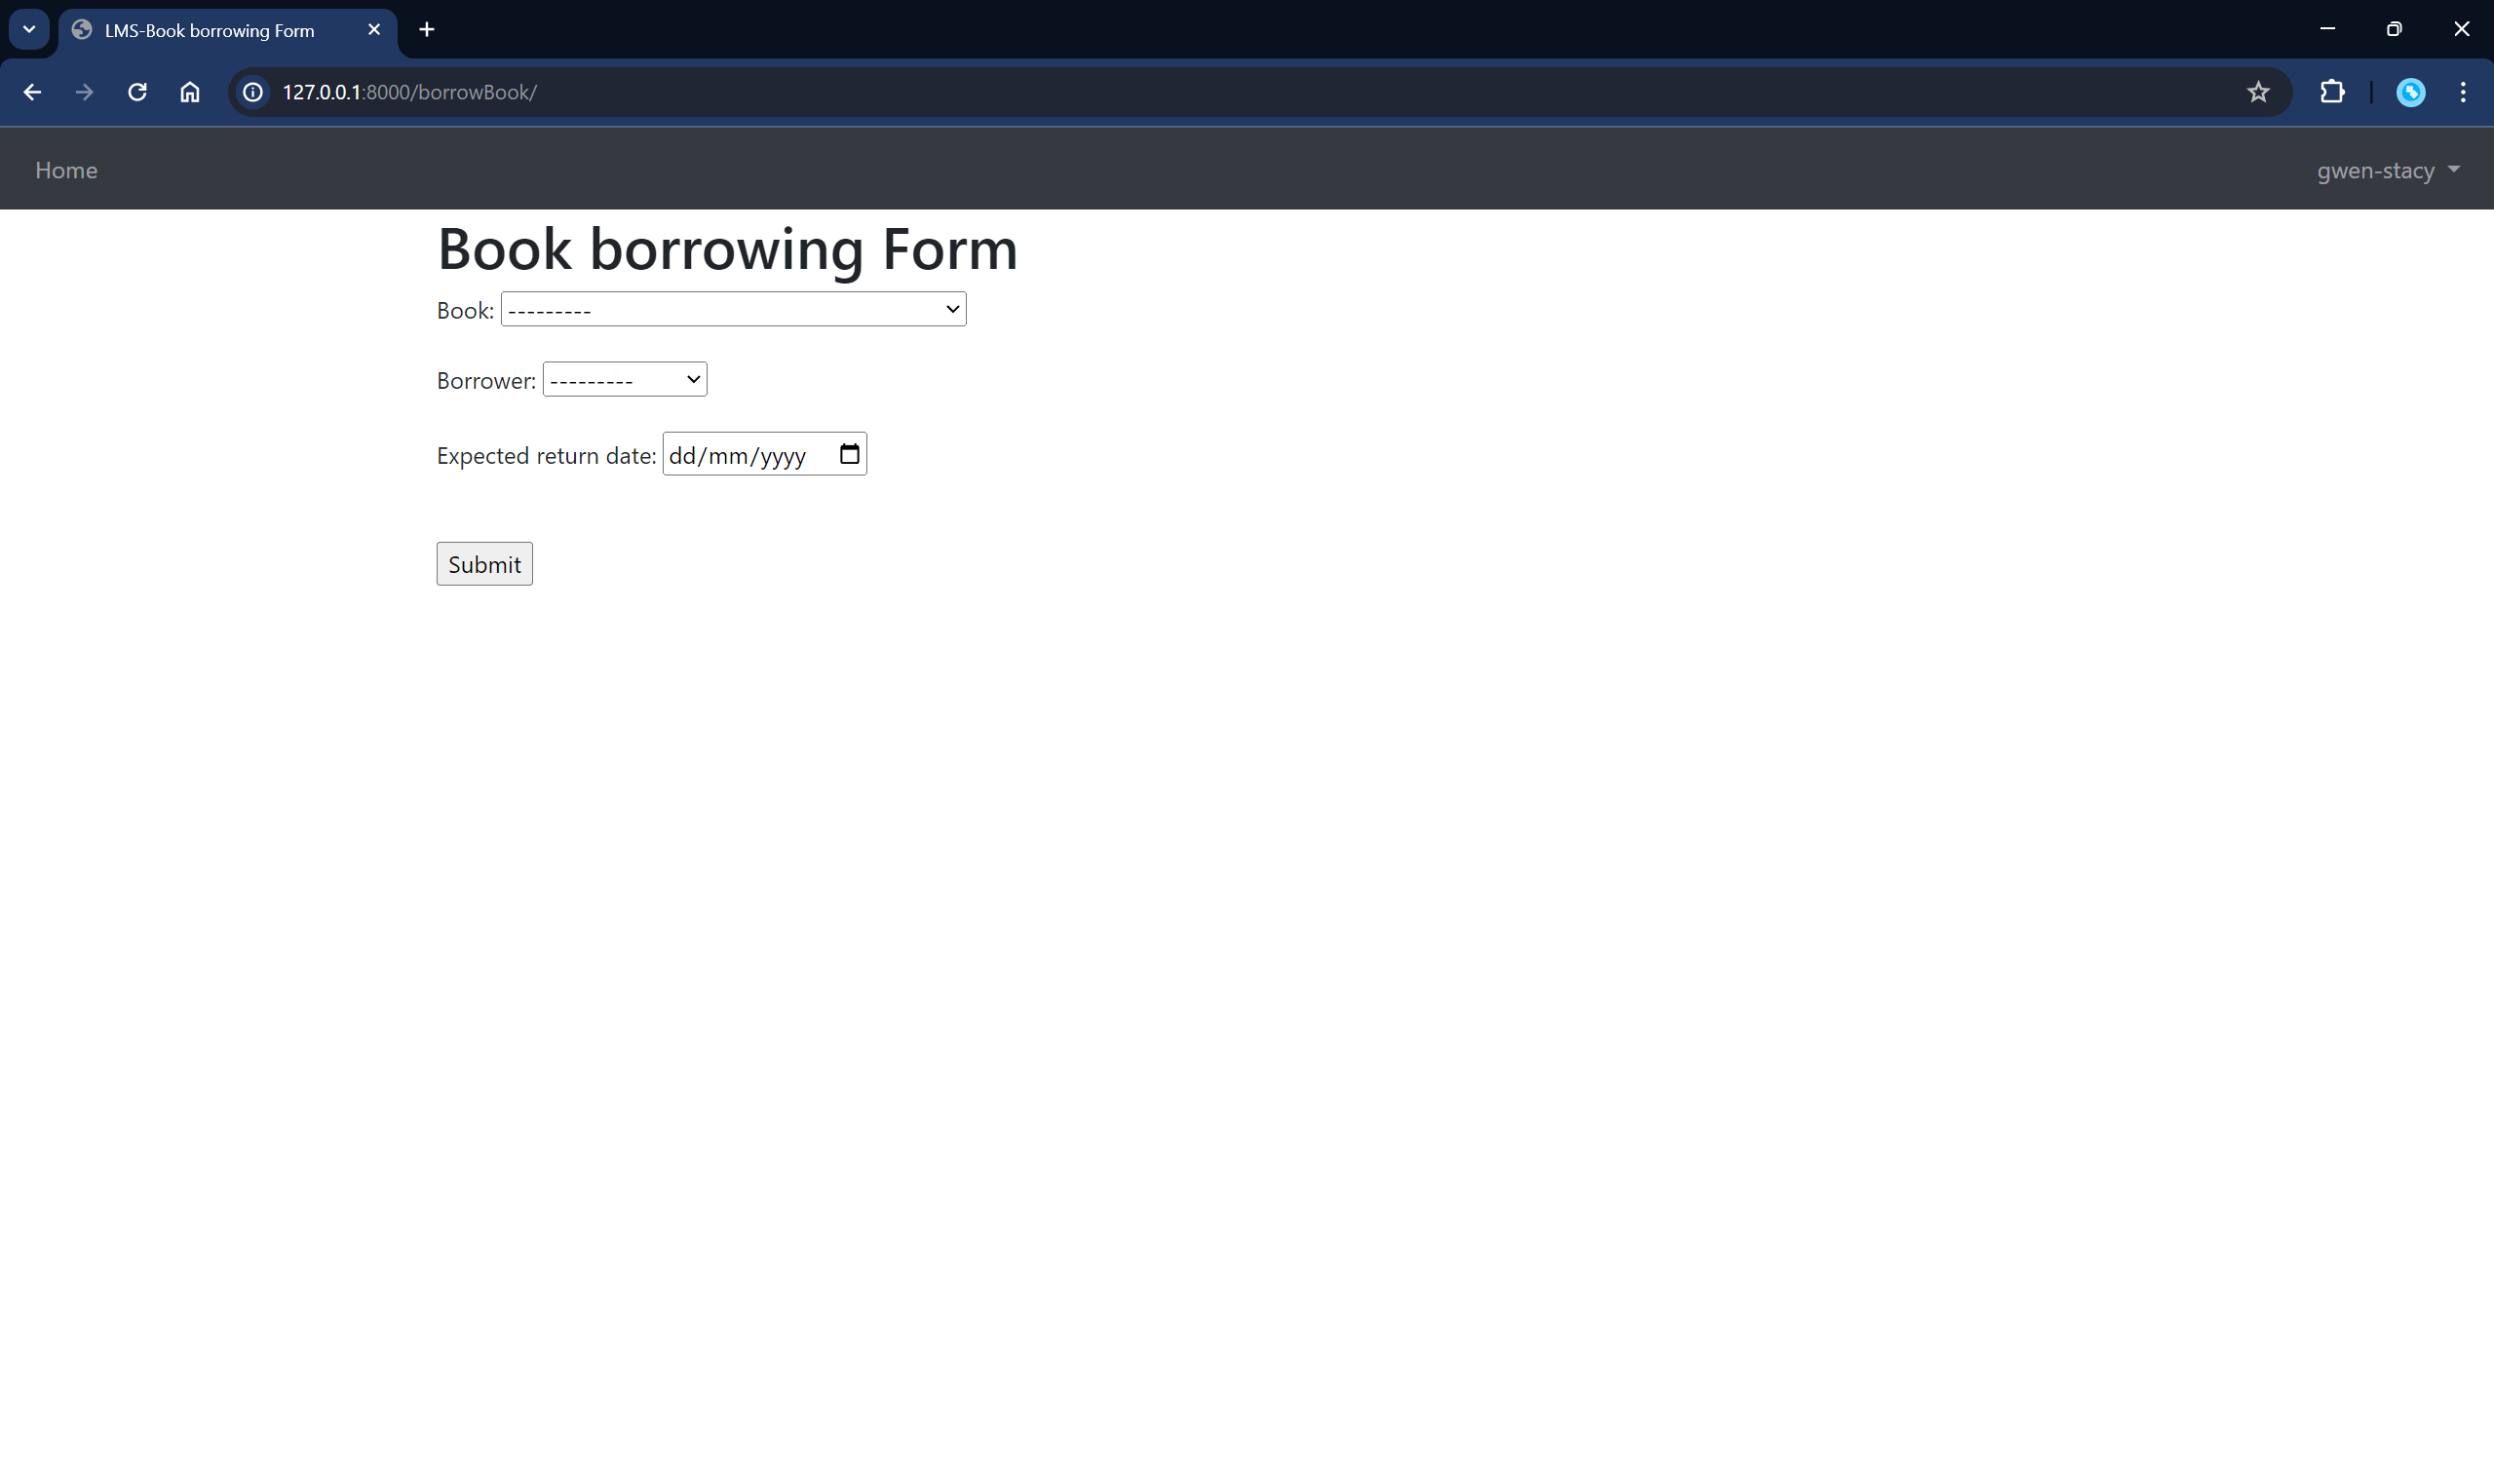 LMS-Book borrowing Form
127.0.0.1:8000/borrowBook/
Home
gwen-stacy
Book borrowing Form
Book: ---------
Borrower: ---------
Expected return date: dd/mm/yyyy
Submit